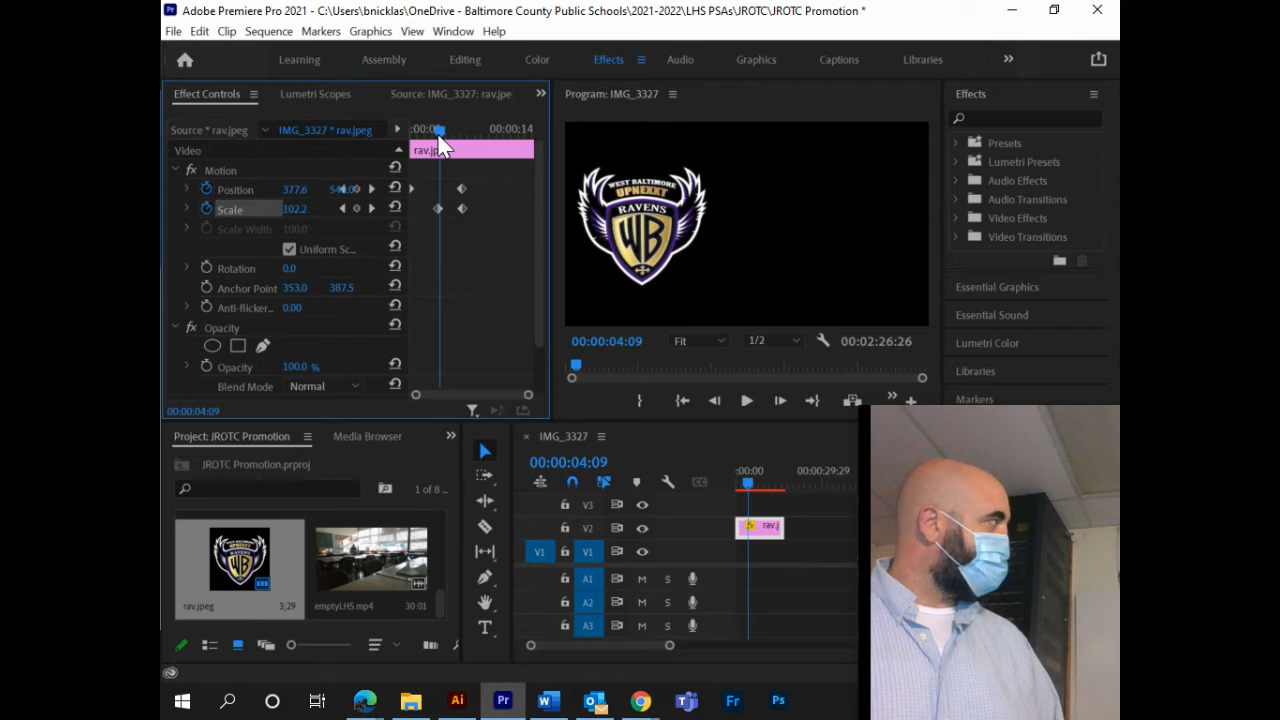 Adobe Premiere Pro 2021 - C:\Users\bnicklas\OneDrive - Baltimore County Public Schools\2021-2022\LHS PSAs\JROTC\JROTC Promotion *
File Edit Clip Sequence Markers Graphics View Window Help
Learning Assembly Editing Color Effects Audio Graphics Captions Libraries
Effect Controls Lumetri Scopes Source: IMG_3327: rav.jpe
Program: IMG_3327
Effects
Source * rav.jpeg IMG_3327 * rav.jpeg
00:00:14
Video
rav.jp
Motion
Position 377.6
Scale 102.2
Scale Width 100.0
Uniform Sc...
Rotation 0.0
Anchor Point 353.0 387.5
Anti-flicker... 0.00
Opacity
Opacity 100.0 %
Blend Mode Normal
00:00:04:09
WEST BALTIMORE
UPNEXXT
RAVENS
WB
00:00:04:09 Fit 1/2 00:02:26:26
Presets
Lumetri Presets
Audio Effects
Audio Transitions
Video Effects
Video Transitions
Essential Graphics
Essential Sound
Lumetri Color
Libraries
Markers
Project: JROTC Promotion Media Browser
JROTC Promotion.prproj
1 of 8...
rav.jpeg 3;29
emptyLHS.mp4 30:01
× IMG_3327
00:00:04:09
:00:00 00:00:29:29
V3
V2
fx rav.j
V1 V1
A1 M S
A2 M S
A3 M S
Ai Pr Fr Ps